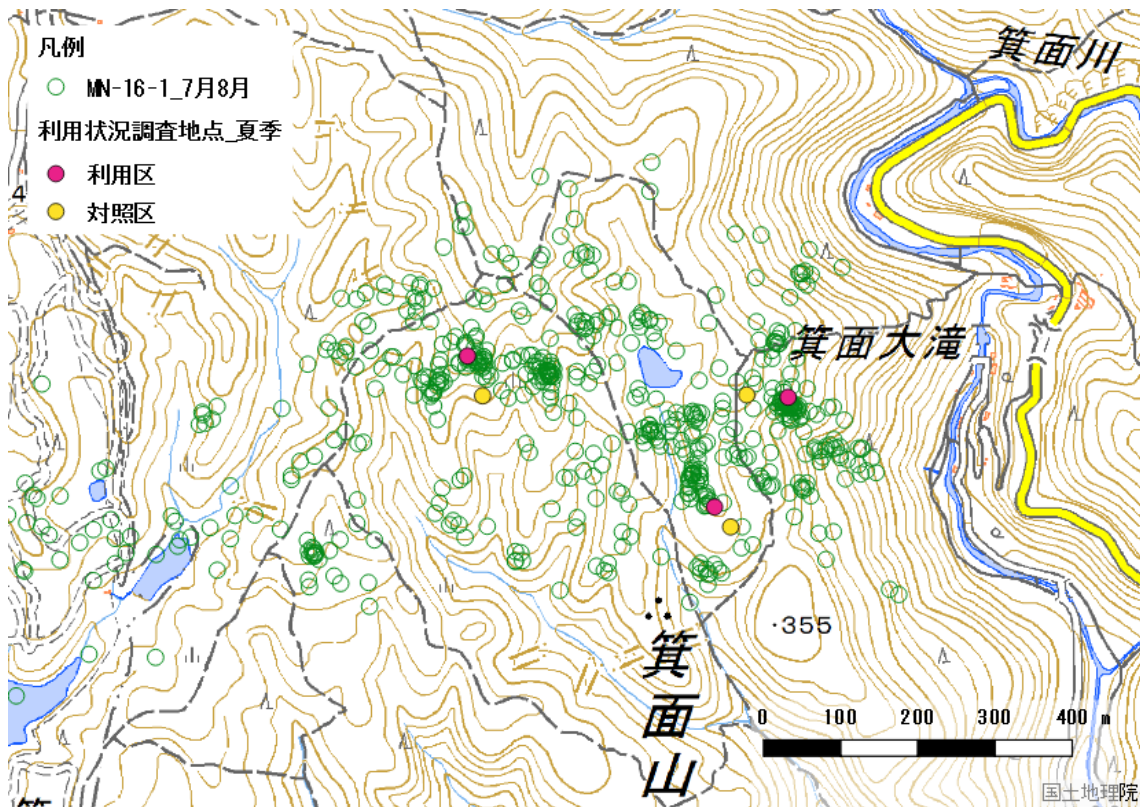 凡例
MN-16-1_7月8月
利用状況調査地点_夏季
利用区
対照区
4
箕面川
箕面大滝
・355
箕面山
0 100 200 300 400 m
国土地理院